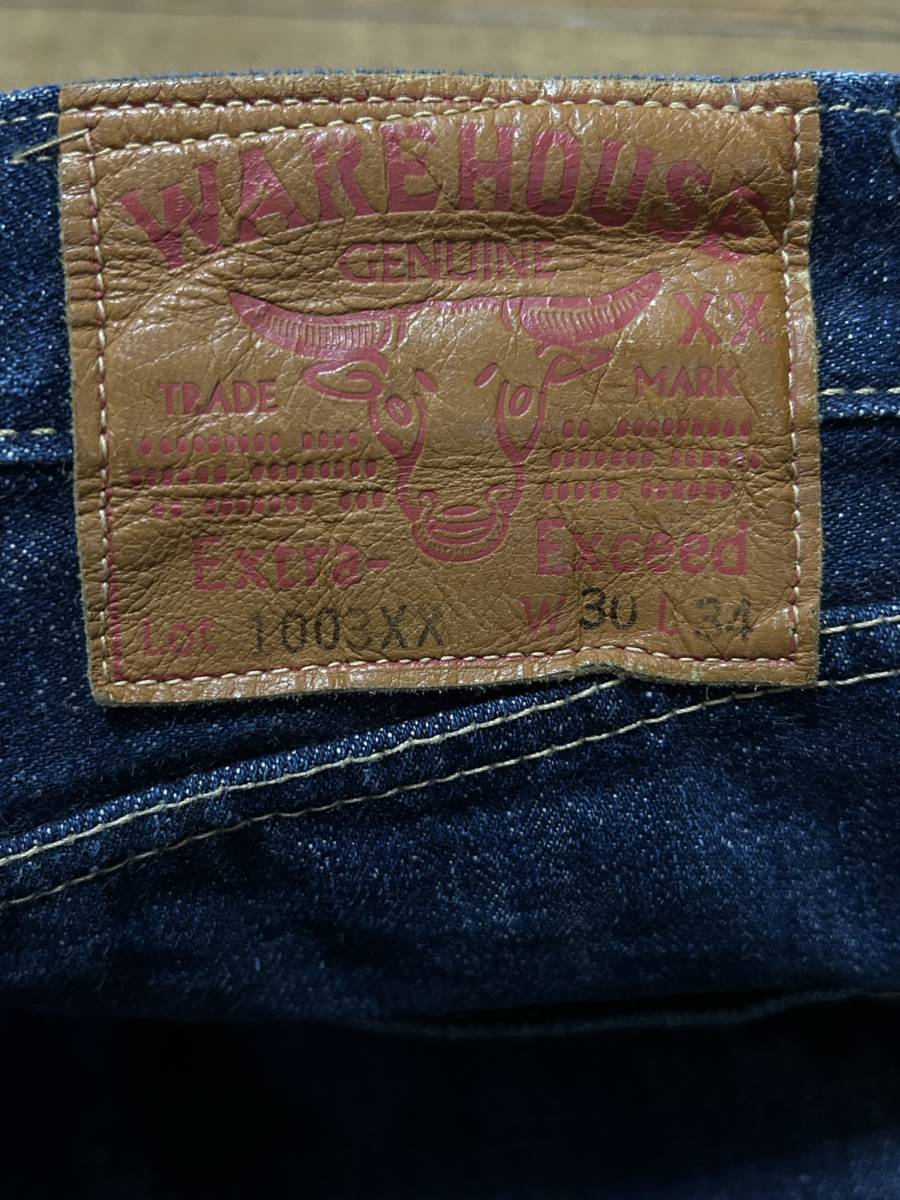 WAREHOUSE
GENUINE
XX
TRADE MARK
Extra- Exceed
Lot 1003XX W 30 L 34